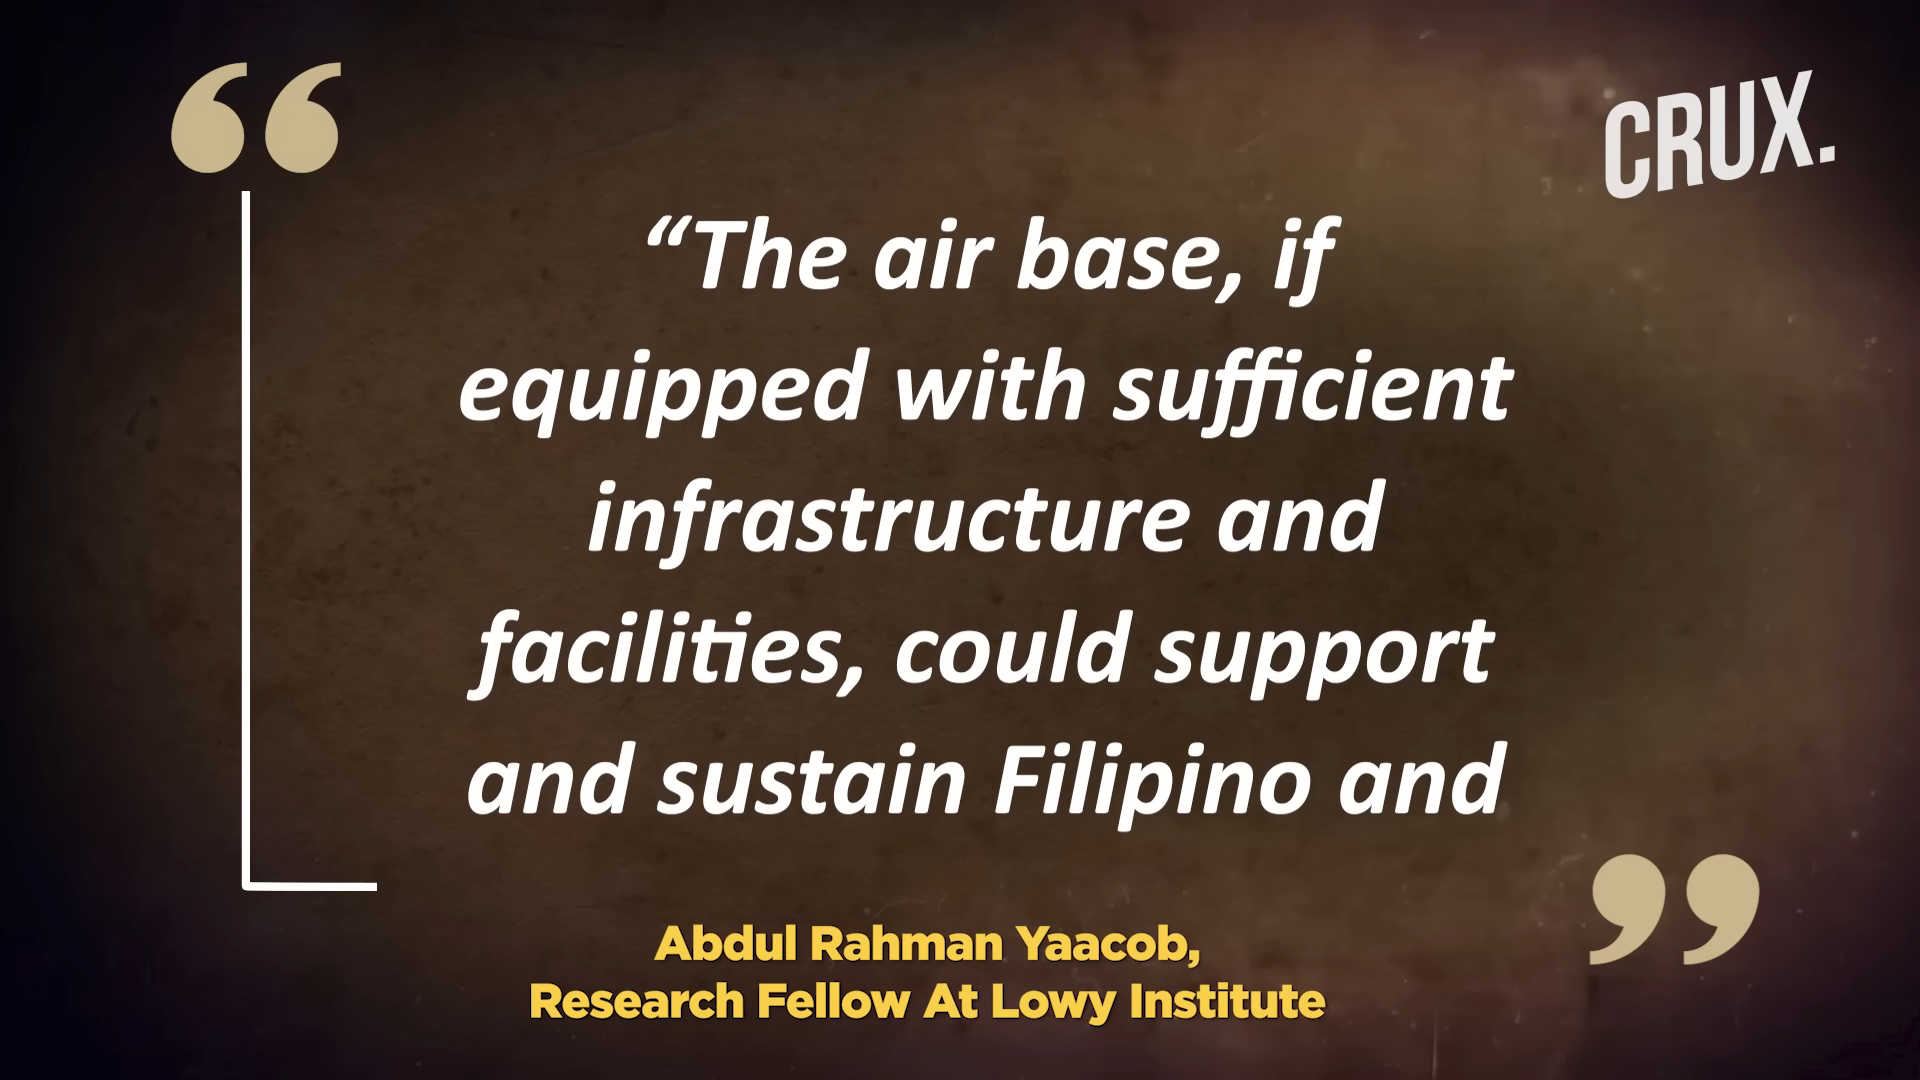 CRUX.
“The air base, if
equipped with sufficient
infrastructure and
facilities, could support
and sustain Filipino and
Abdul Rahman Yaacob,
Research Fellow At Lowy Institute